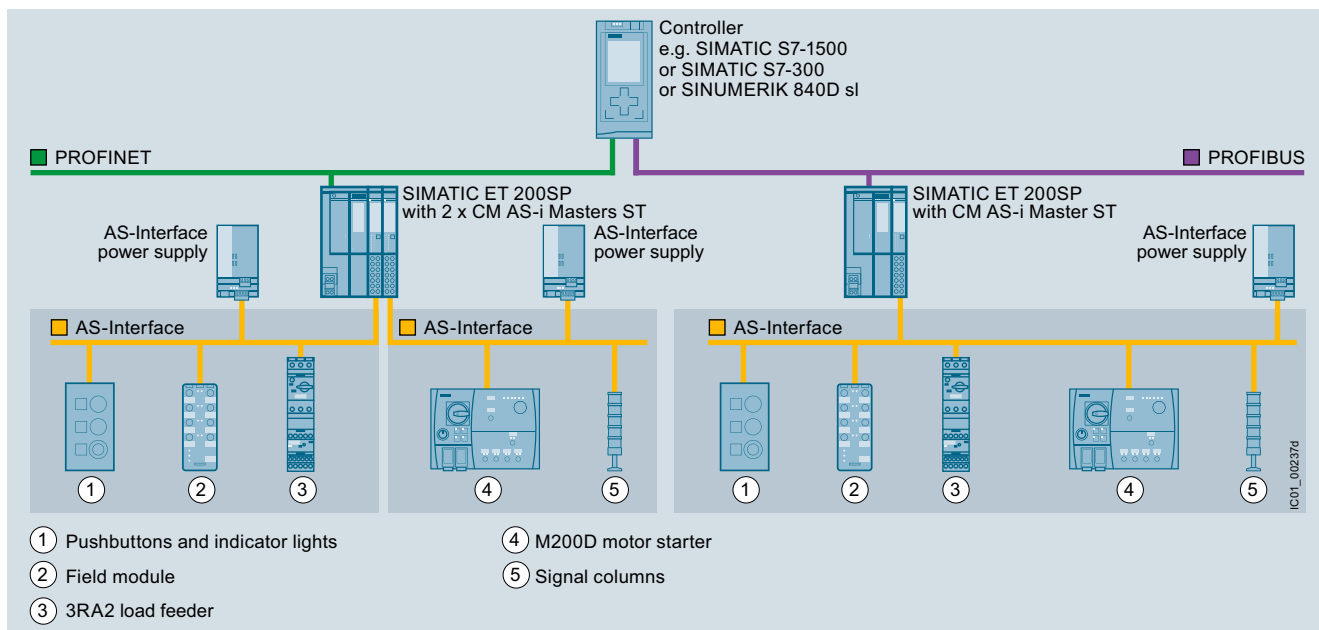 Controller
e.g. SIMATIC S7-1500
or SIMATIC S7-300
or SINUMERIK 840D sl
PROFINET
PROFIBUS
SIMATIC ET 200SP
with 2 x CM AS-i Masters ST
SIMATIC ET 200SP
with CM AS-i Master ST
AS-Interface
power supply
AS-Interface
power supply
AS-Interface
power supply
AS-Interface
AS-Interface
AS-Interface
1
2
3
4
5
1
2
3
4
5
IC01_00237d
1 Pushbuttons and indicator lights
2 Field module
3 3RA2 load feeder
4 M200D motor starter
5 Signal columns